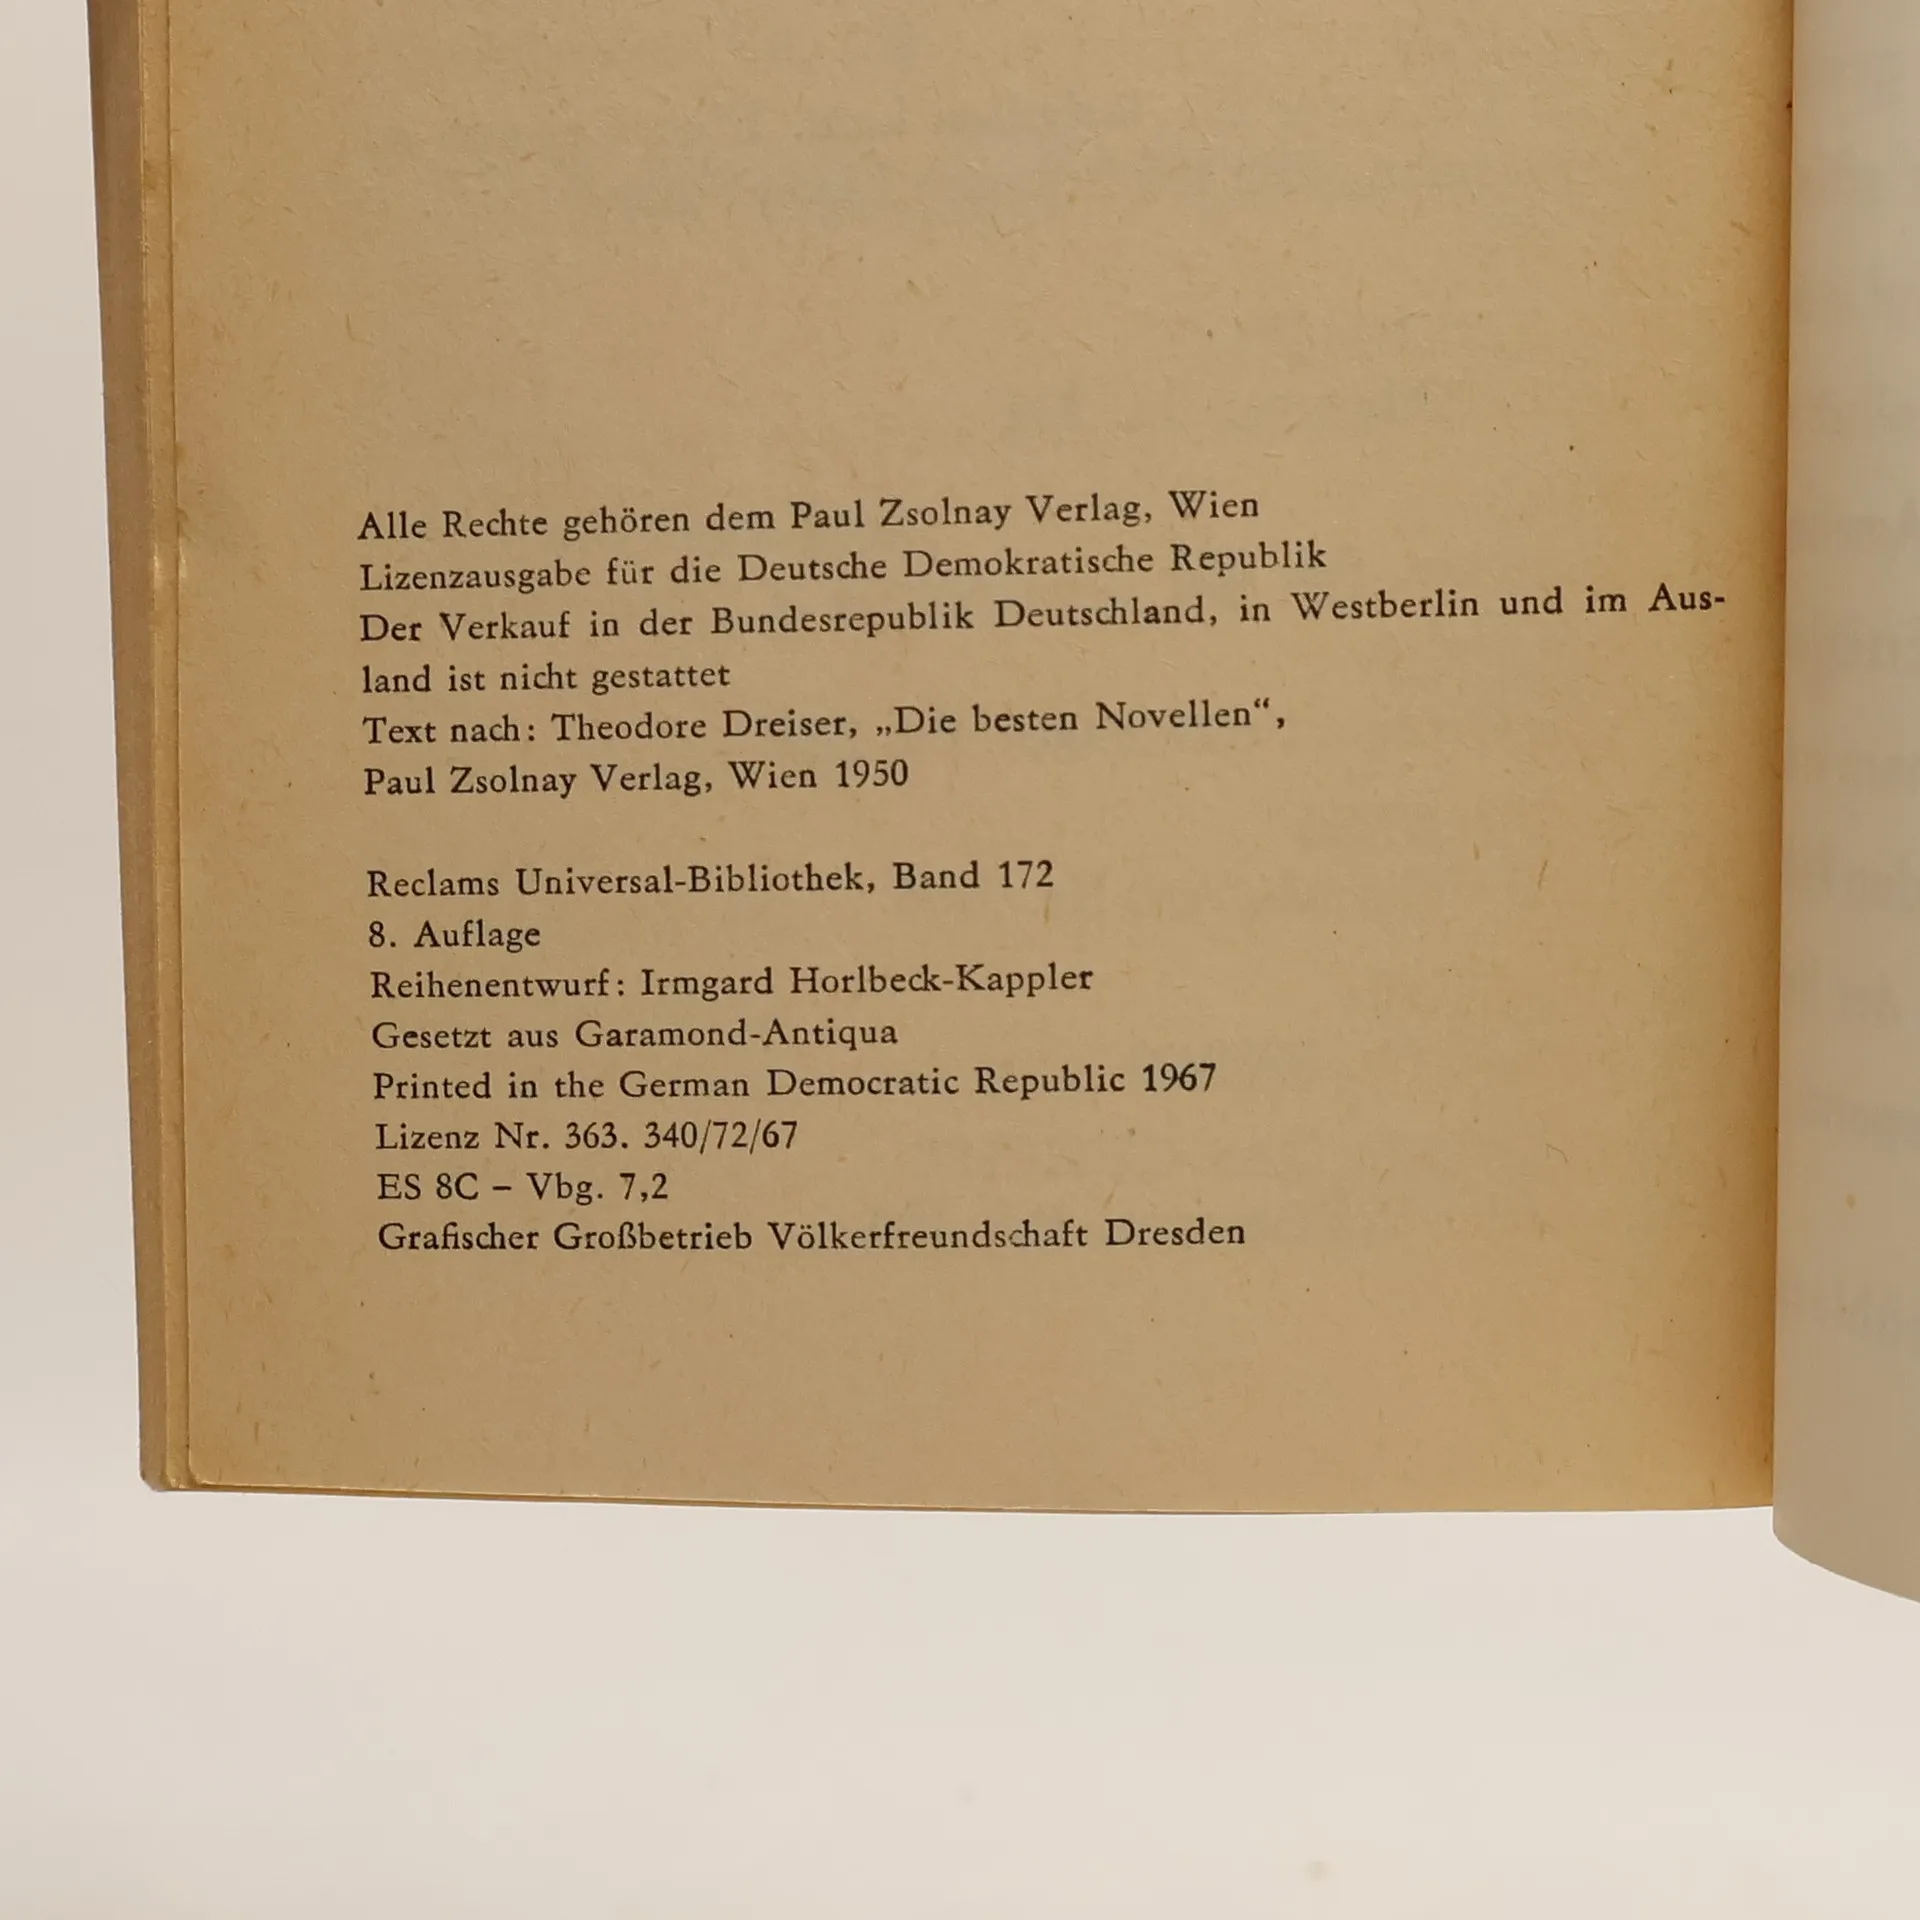 Alle Rechte gehören dem Paul Zsolnay Verlag, Wien
Lizenzausgabe für die Deutsche Demokratische Republik
Der Verkauf in der Bundesrepublik Deutschland, in Westberlin und im Aus-
land ist nicht gestattet
Text nach: Theodore Dreiser, „Die besten Novellen“,
Paul Zsolnay Verlag, Wien 1950
Reclams Universal-Bibliothek, Band 172
8. Auflage
Reihenentwurf: Irmgard Horlbeck-Kappler
Gesetzt aus Garamond-Antiqua
Printed in the German Democratic Republic 1967
Lizenz Nr. 363. 340/72/67
ES 8C – Vbg. 7,2
Grafischer Großbetrieb Völkerfreundschaft Dresden